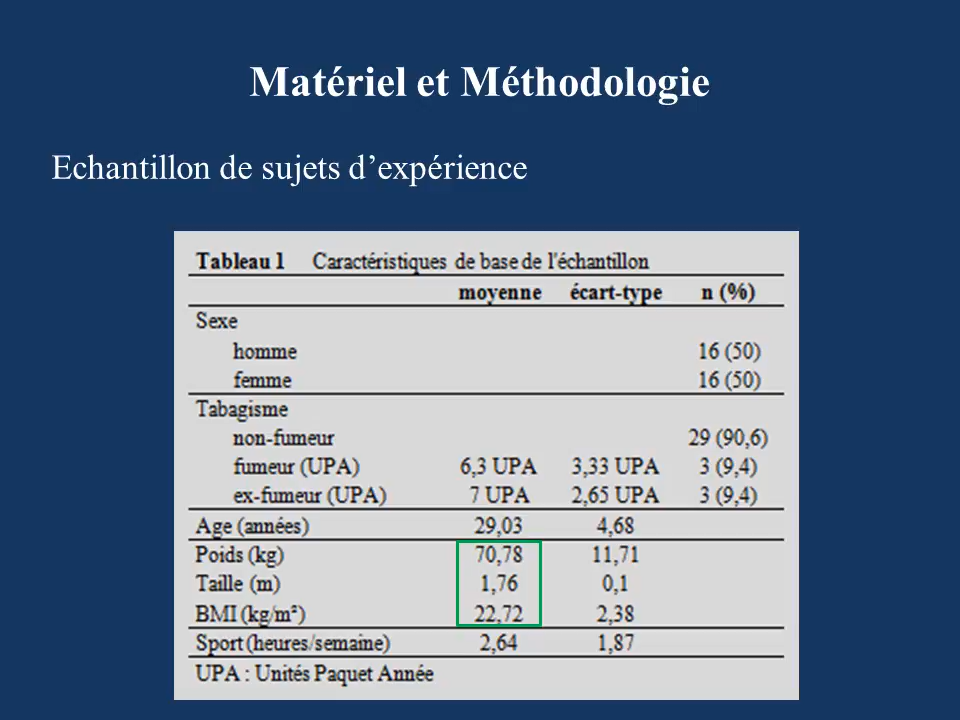 Matériel et Méthodologie
Echantillon de sujets d’expérience
Tableau 1 Caractéristiques de base de l'échantillon
moyenne écart-type n (%)
Sexe
homme 16 (50)
femme 16 (50)
Tabagisme
non-fumeur 29 (90,6)
fumeur (UPA) 6,3 UPA 3,33 UPA 3 (9,4)
ex-fumeur (UPA) 7 UPA 2,65 UPA 3 (9,4)
Age (années) 29,03 4,68
Poids (kg) 70,78 11,71
Taille (m) 1,76 0,1
BMI (kg/m²) 22,72 2,38
Sport (heures/semaine) 2,64 1,87
UPA : Unités Paquet Année